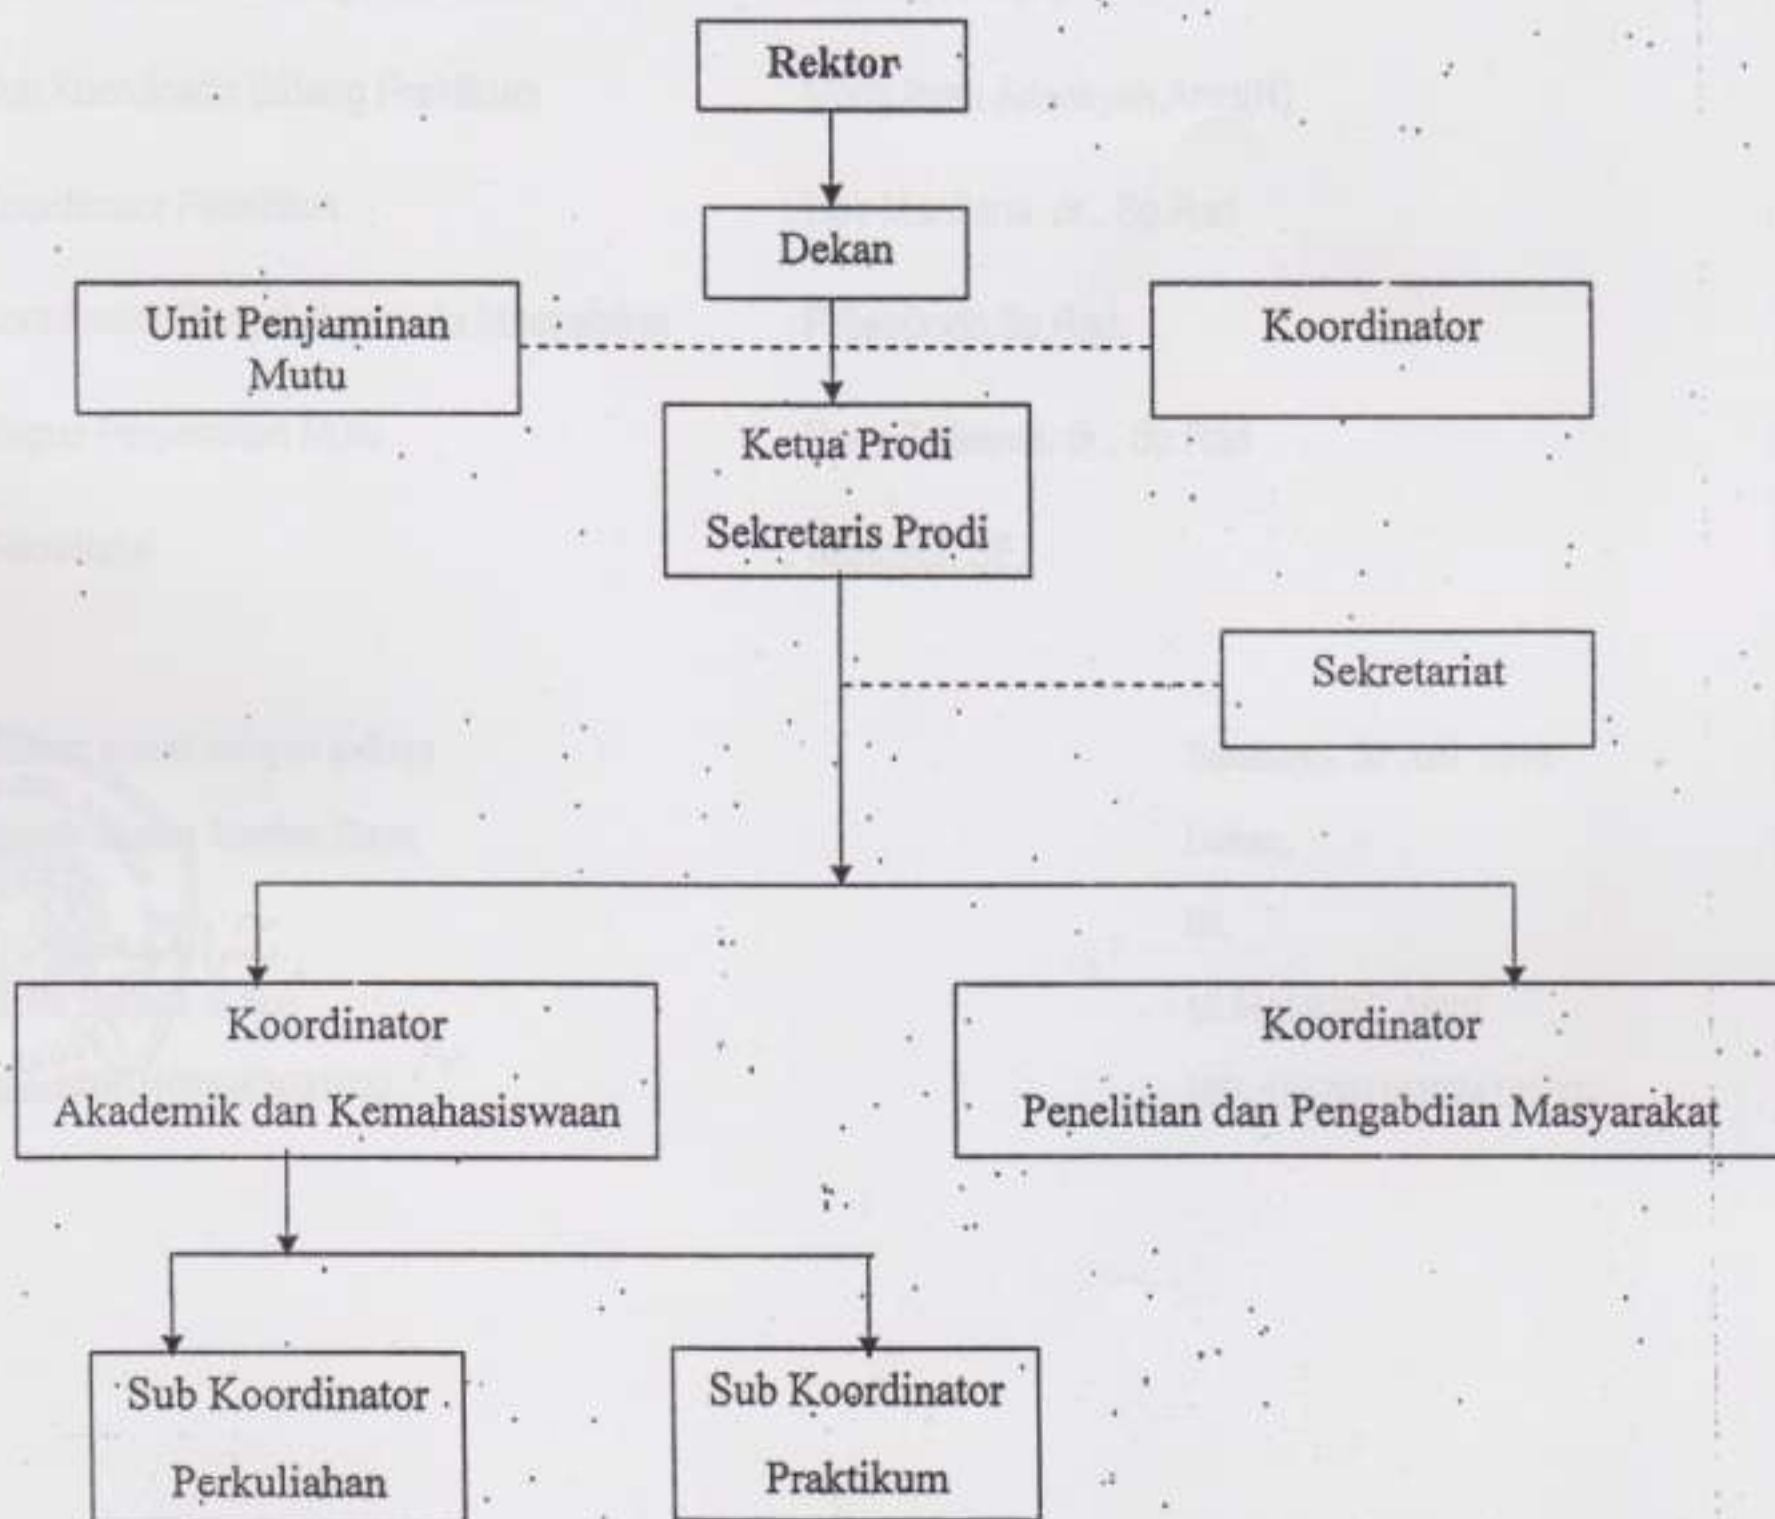 Rektor
Dekan
Unit Penjaminan
Mutu
Koordinator
Ketua Prodi
Sekretaris Prodi
Sekretariat
Koordinator
Akademik dan Kemahasiswaan
Koordinator
Penelitian dan Pengabdian Masyarakat
Sub Koordinator
Perkuliahan
Sub Koordinator
Praktikum